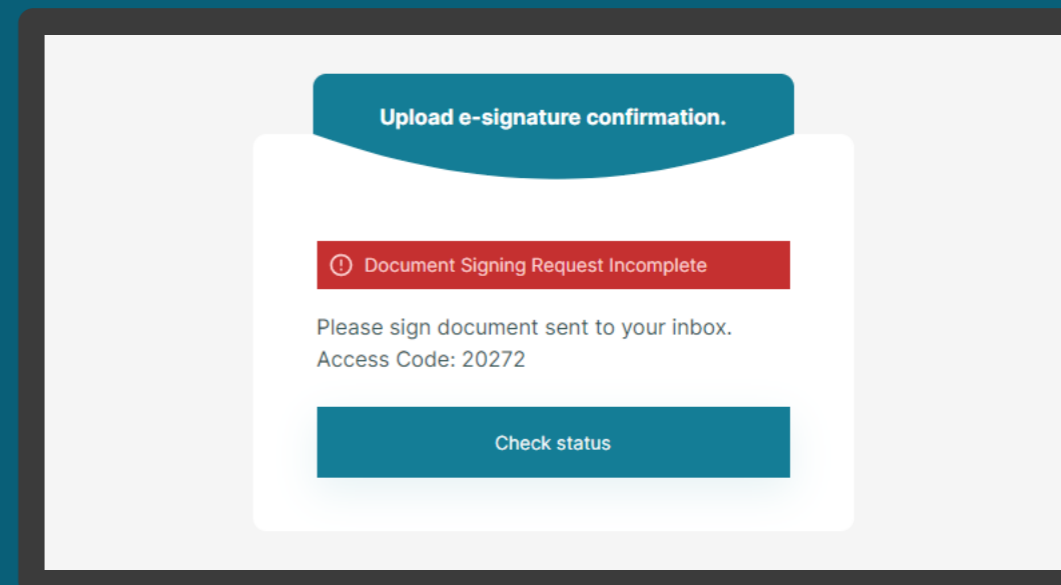 Upload e-signature confirmation.
Document Signing Request Incomplete
Please sign document sent to your inbox.
Access Code: 20272
Check status